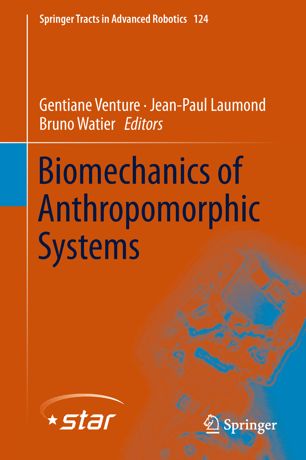 Springer Tracts in Advanced Robotics 124
Gentiane Venture · Jean-Paul Laumond
Bruno Watier Editors
Biomechanics of
Anthropomorphic
Systems
star
Springer